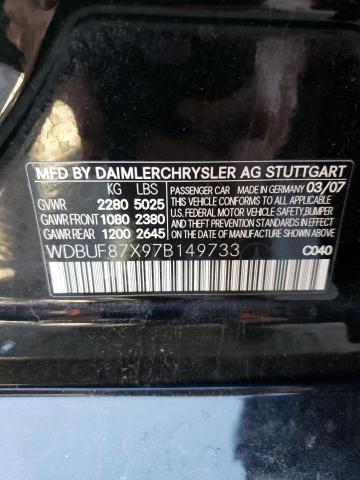 MFD BY DAIMLERCHRYSLER AG STUTTGART
KG LBS
GVWR 2280 5025
GAWR FRONT 1080 2380
GAWR REAR 1200 2645
PASSENGER CAR MADE IN GERMANY 03/07
THIS VEHICLE CONFORMS TO ALL APPLICABLE
U.S. FEDERAL MOTOR VEHICLE SAFETY,
BUMPER, AND THEFT PREVENTION STANDARDS IN EFFECT
ON THE DATE OF MANUFACTURE SHOWN ABOVE.
WDBUF87X97B149733
C040